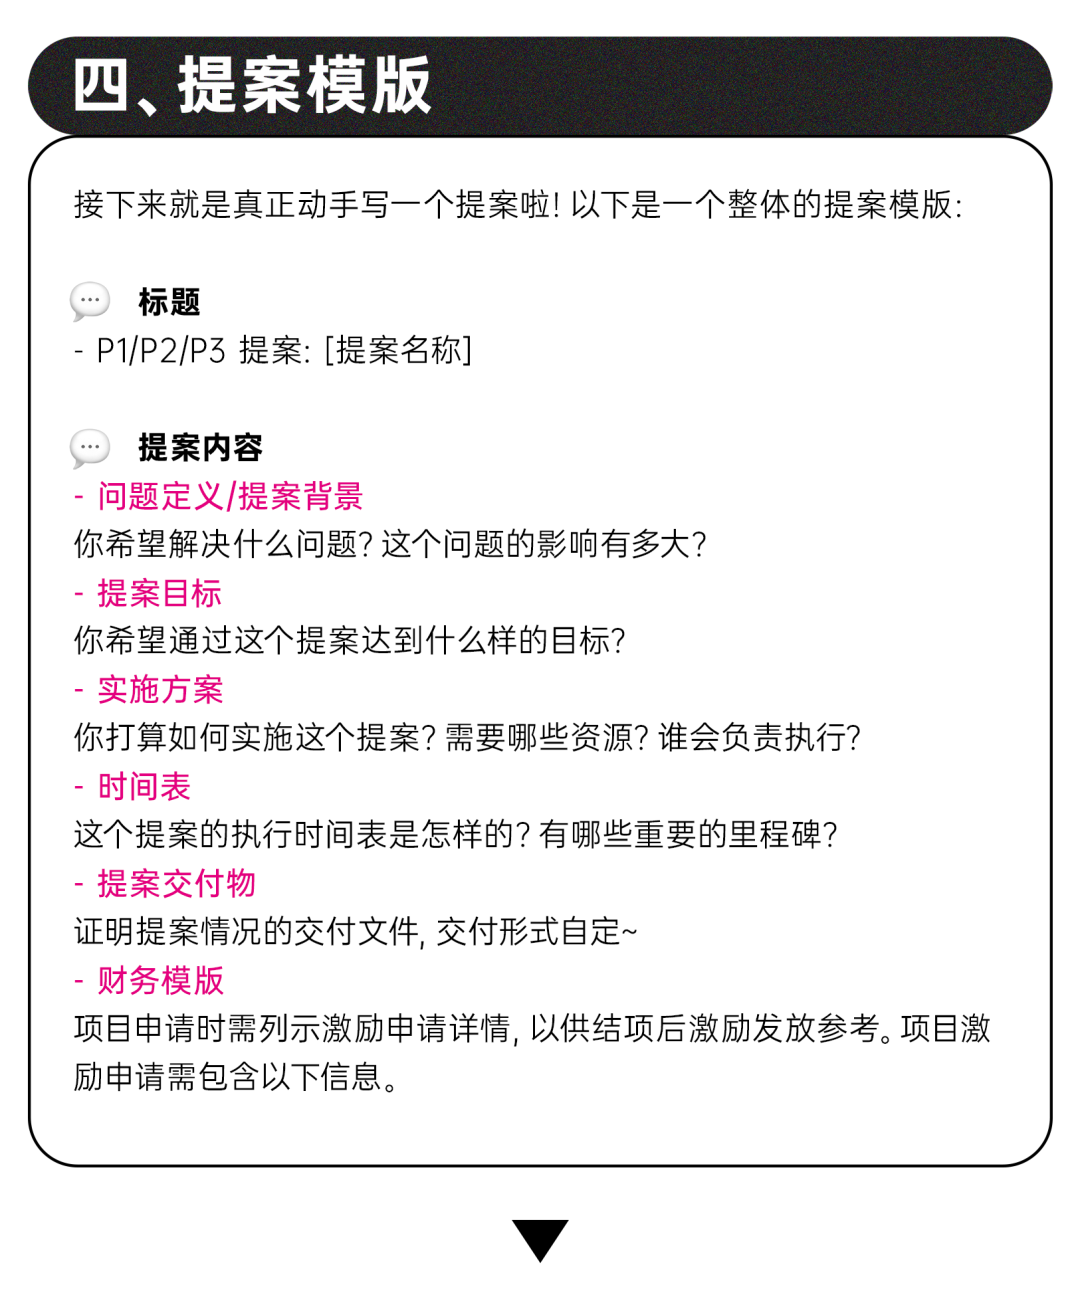 四、提案模版
接下来就是真正动手写一个提案啦! 以下是一个整体的提案模版:
标题
- P1/P2/P3 提案: [提案名称]
提案内容
- 问题定义/提案背景
你希望解决什么问题? 这个问题的影响有多大?
- 提案目标
你希望通过这个提案达到什么样的目标?
- 实施方案
你打算如何实施这个提案? 需要哪些资源? 谁会负责执行?
- 时间表
这个提案的执行时间表是怎样的? 有哪些重要的里程碑?
- 提案交付物
证明提案情况的交付文件, 交付形式自定~
- 财务模版
项目申请时需列示激励申请详情, 以供结项后激励发放参考。项目激
励申请需包含以下信息。